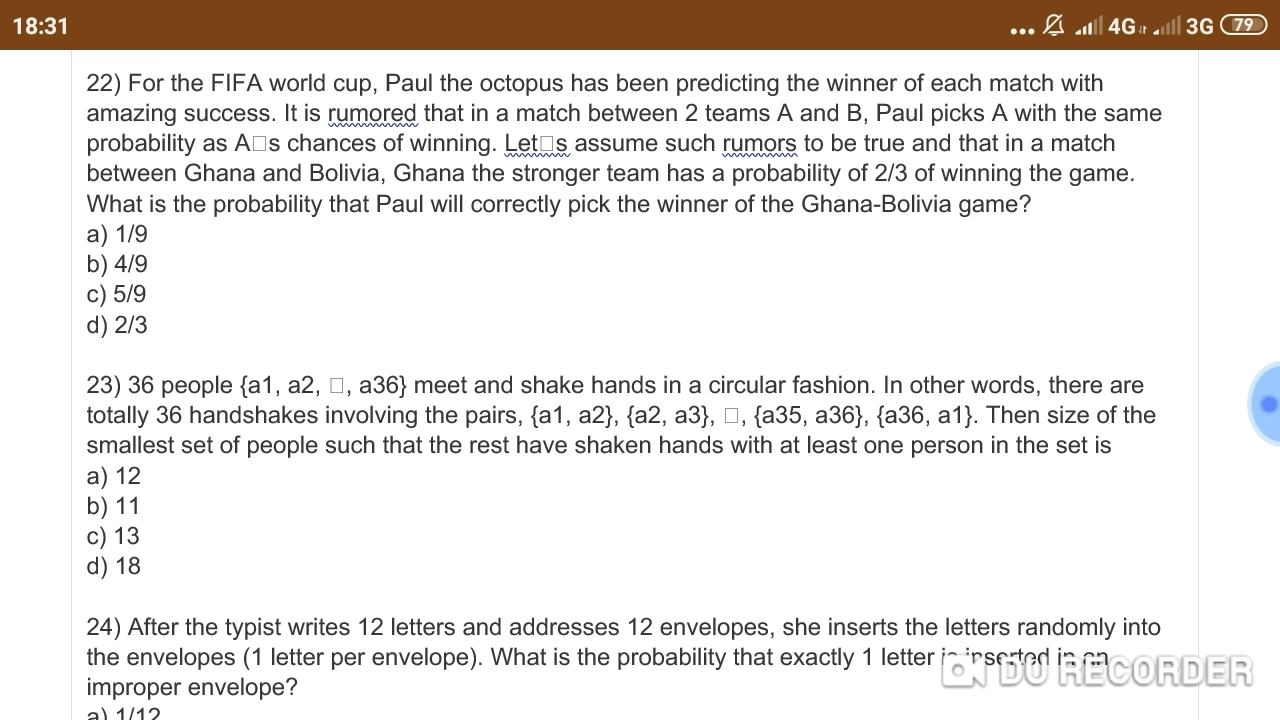 18:31
... 4G 3G 79
22) For the FIFA world cup, Paul the octopus has been predicting the winner of each match with
amazing success. It is rumored that in a match between 2 teams A and B, Paul picks A with the same
probability as A□s chances of winning. Let□s assume such rumors to be true and that in a match
between Ghana and Bolivia, Ghana the stronger team has a probability of 2/3 of winning the game.
What is the probability that Paul will correctly pick the winner of the Ghana-Bolivia game?
a) 1/9
b) 4/9
c) 5/9
d) 2/3
23) 36 people {a1, a2, □, a36} meet and shake hands in a circular fashion. In other words, there are
totally 36 handshakes involving the pairs, {a1, a2}, {a2, a3}, □, {a35, a36}, {a36, a1}. Then size of the
smallest set of people such that the rest have shaken hands with at least one person in the set is
a) 12
b) 11
c) 13
d) 18
24) After the typist writes 12 letters and addresses 12 envelopes, she inserts the letters randomly into
the envelopes (1 letter per envelope). What is the probability that exactly 1 letter is inserted in an
improper envelope?
DU RECORDER
a) 1/12